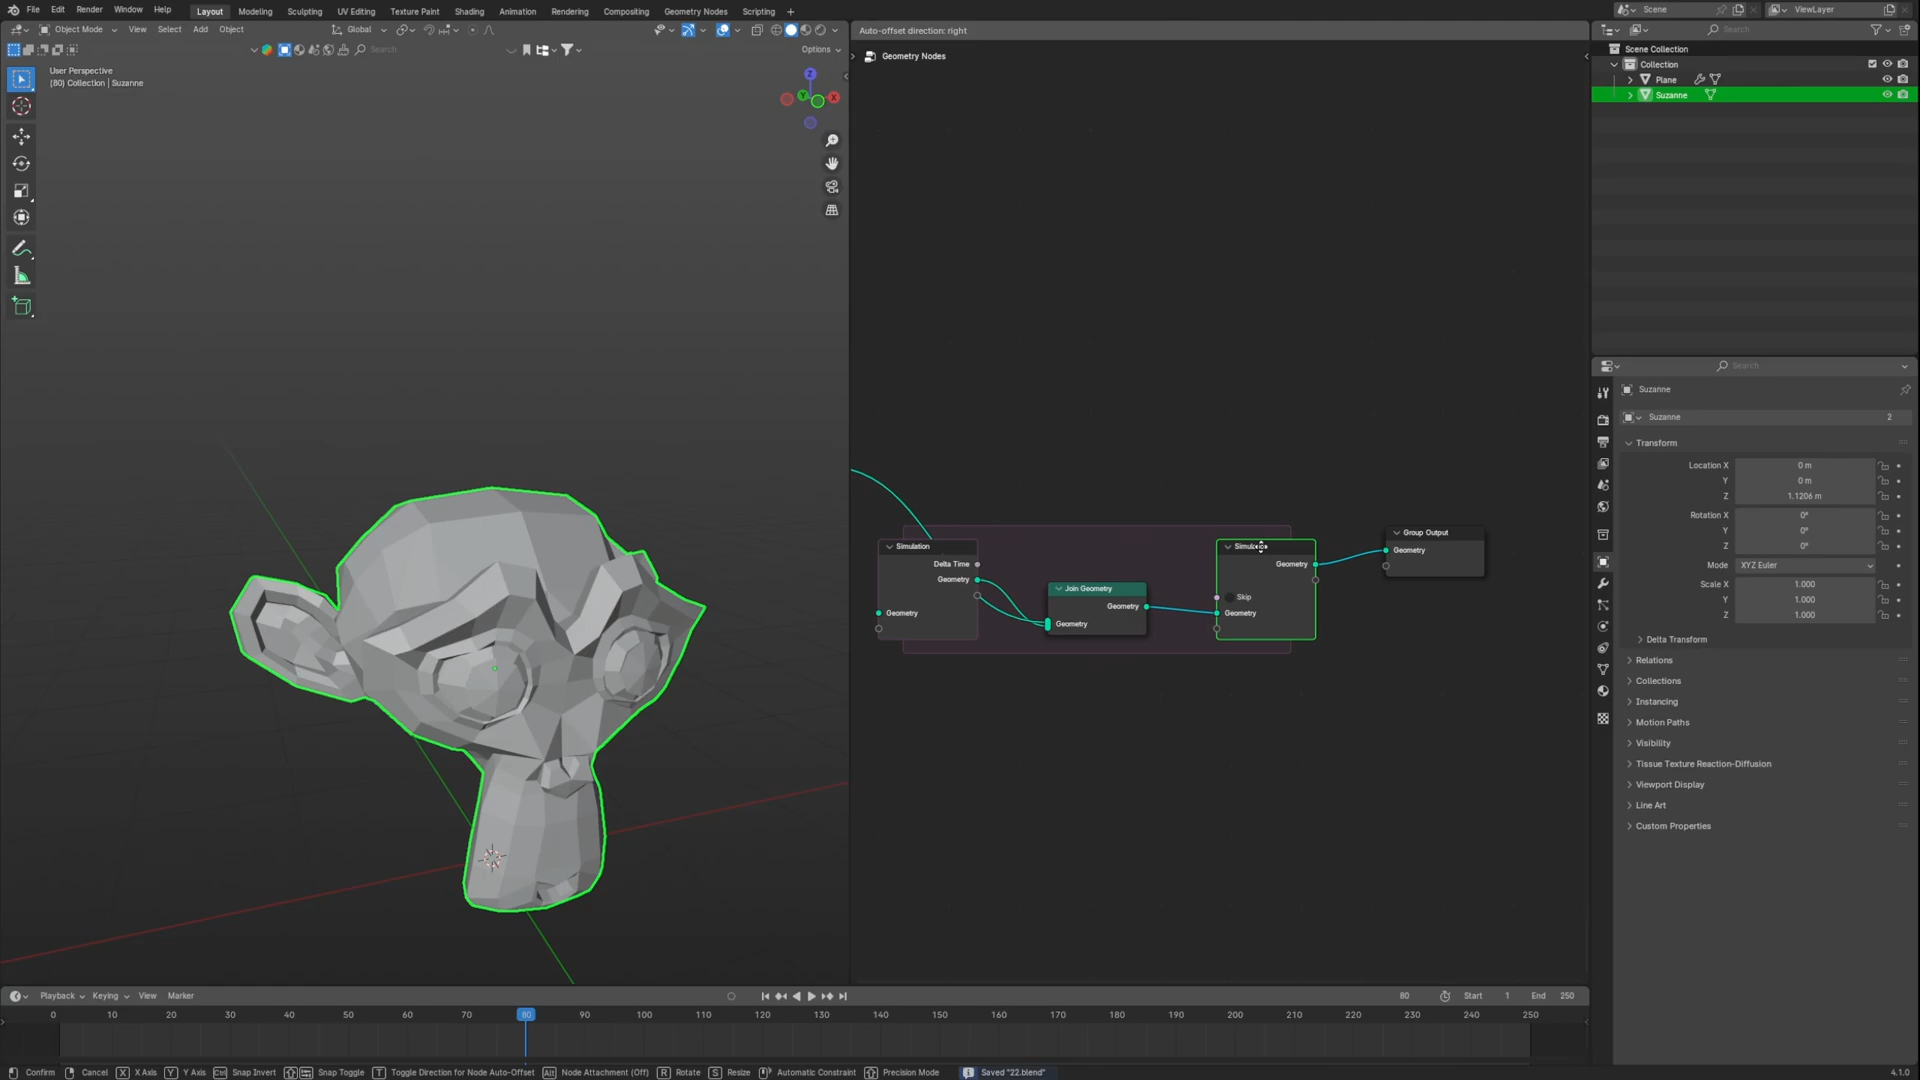 File Edit Render Window Help Layout Modeling Sculpting UV Editing Texture Paint Shading Animation Rendering Compositing Geometry Nodes Scripting + Scene ViewLayer
Object Mode View Select Add Object Global
Auto-offset direction: right
Search
Search Options
Geometry Nodes
Scene Collection
Collection
Plane
Suzanne
User Perspective
(80) Collection | Suzanne
Z
Y X
Simulation
Delta Time
Geometry
Geometry
Join Geometry
Geometry
Geometry
Geometry
Skip
Geometry
Group Output
Geometry
Search
Suzanne
Suzanne 2
Transform
Location X 0 m
Y 0 m
Z 1.1206 m
Rotation X 0°
Y 0°
Z 0°
Mode XYZ Euler
Scale X 1.000
Y 1.000
Z 1.000
Delta Transform
Relations
Collections
Instancing
Motion Paths
Visibility
Tissue Texture Reaction-Diffusion
Viewport Display
Line Art
Custom Properties
Playback Keying View Marker 80 Start 1 End 250
0 10 20 30 40 50 60 70 80 90 100 110 120 130 140 150 160 170 180 190 200 210 220 230 240 250
Confirm Cancel X X Axis Y Y Axis Ctrl Snap Invert Snap Toggle T Toggle Direction for Node Auto-Offset Alt Node Attachment (Off) R Rotate S Resize Automatic Constraint Precision Mode Saved "22.blend" 4.1.0